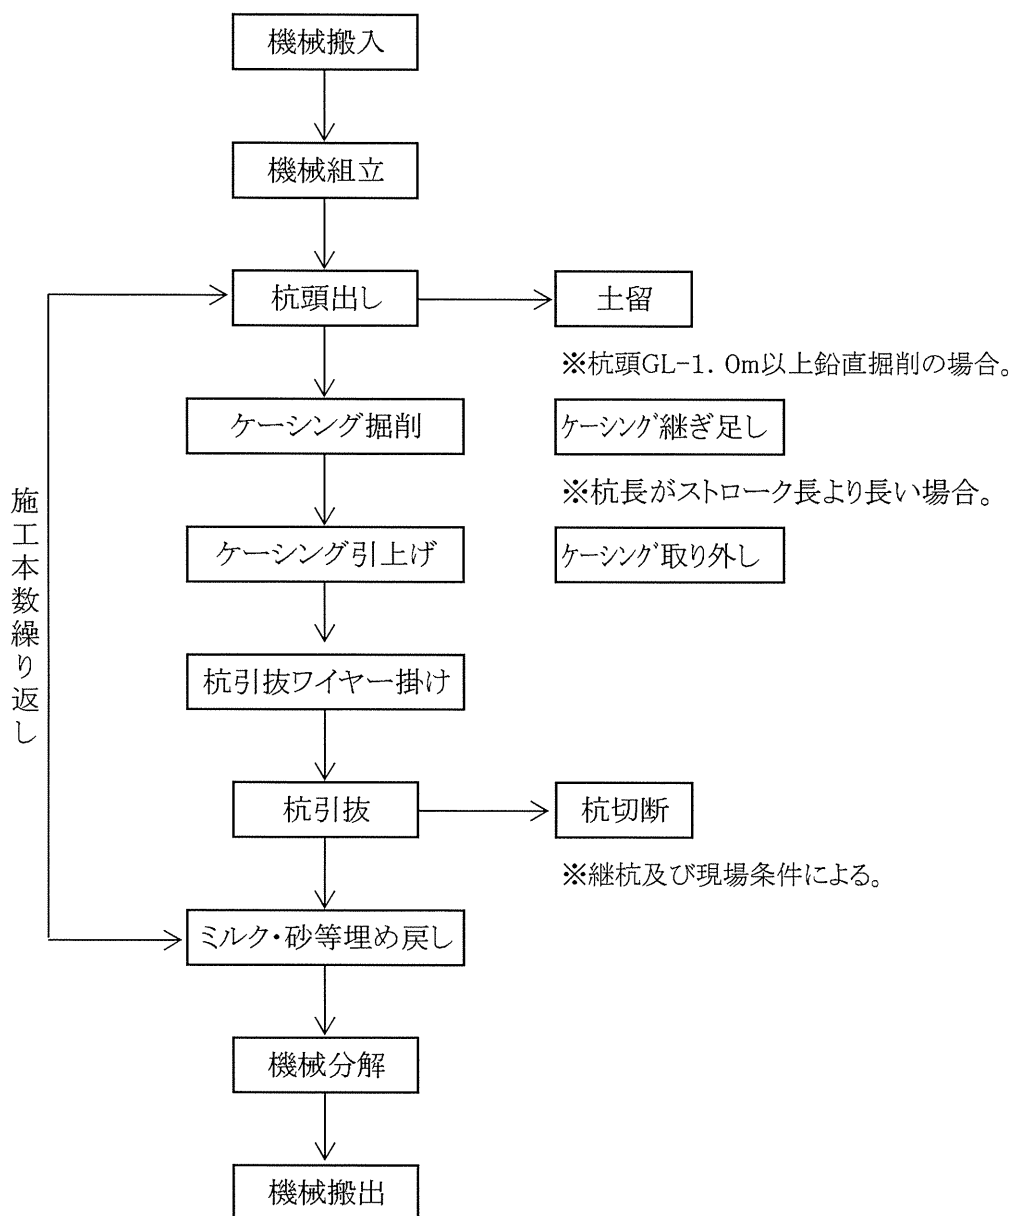 機械搬入
機械組立
杭頭出し
土留
※杭頭GL-1．0m以上鉛直掘削の場合。
ケーシング掘削
ケーシング継ぎ足し
※杭長がストローク長より長い場合。
ケーシング引上げ
ケーシング取り外し
杭引抜ワイヤー掛け
杭引抜
杭切断
※継杭及び現場条件による。
ミルク・砂等埋め戻し
機械分解
機械搬出
施工本数繰り返し